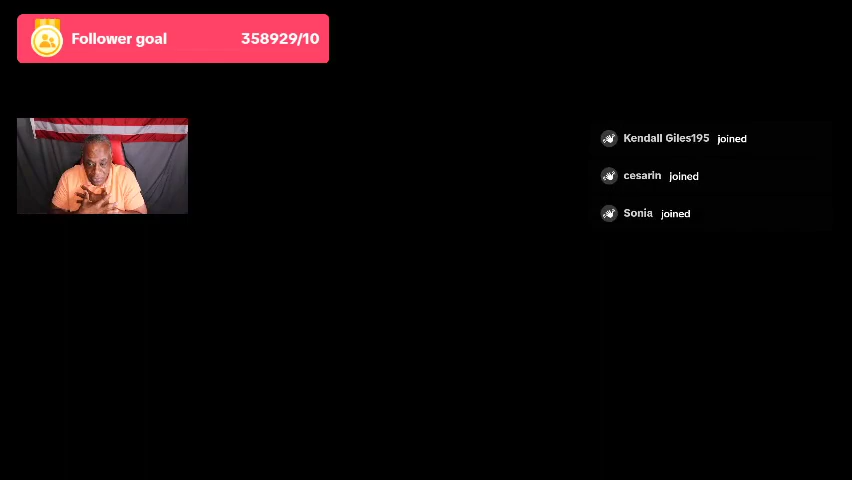 Follower goal 358929/10
Kendall Giles195 joined
cesarin joined
Sonia joined